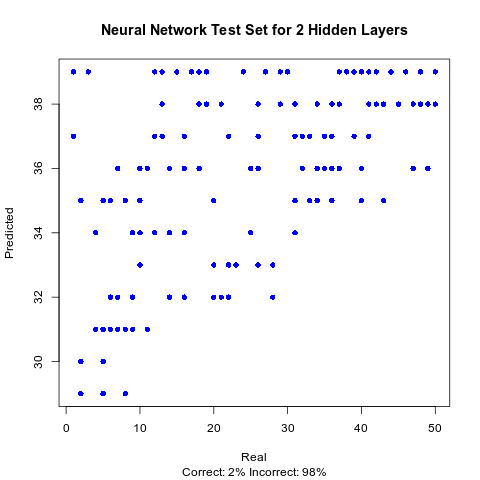 Neural Network Test Set for 2 Hidden Layers
38
36
34
32
30
Predicted
0 10 20 30 40 50
Real
Correct: 2% Incorrect: 98%